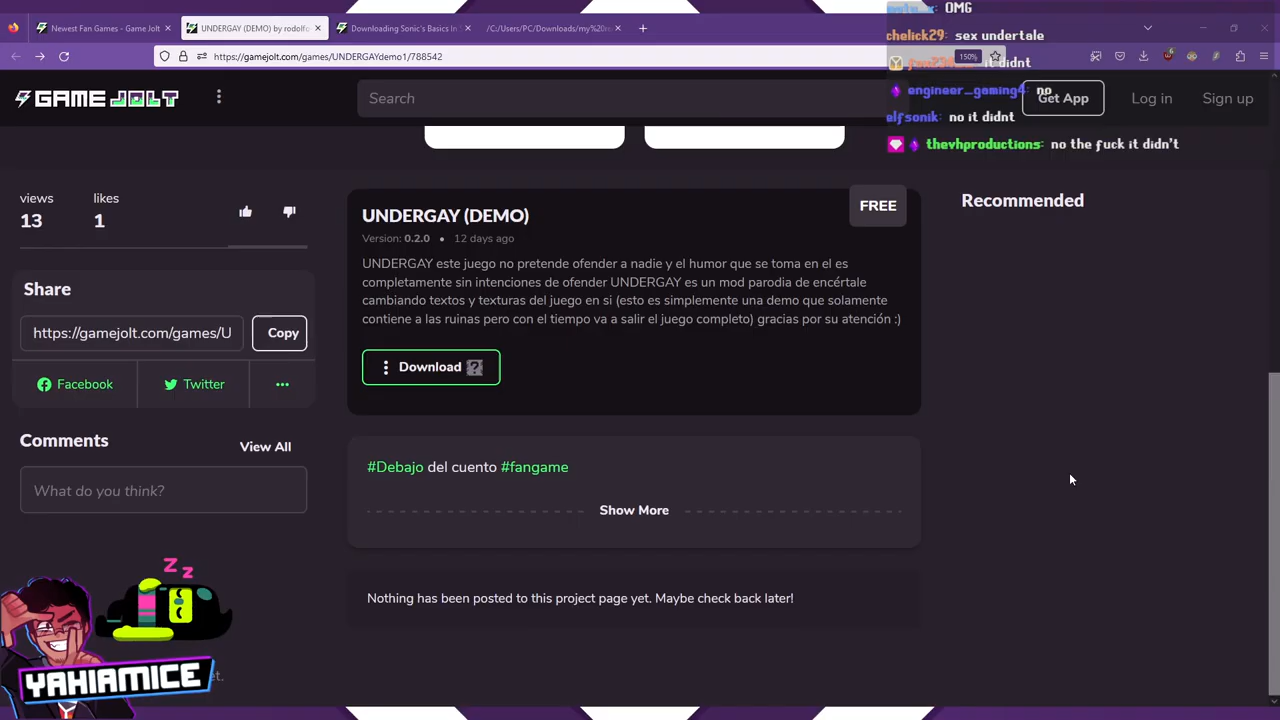 OMG
Newest Fan Games - Game Jolt
UNDERGAY (DEMO) by rodolfo
Downloading Sonic's Basics In
/C:/Users/PC/Downloads/my%20
chelick29: sex undertale
https://gamejolt.com/games/UNDERGAYdemo1/788542
150%
it didnt
GAME JOLT
Search
engineer_gaming4: no
Get App
Log in
Sign up
elfsonik: no it didnt
thevhproductions: no the fuck it didn't
views
13
likes
1
UNDERGAY (DEMO)
FREE
Version: 0.2.0 • 12 days ago
UNDERGAY este juego no pretende ofender a nadie y el humor que se toma en el es
completamente sin intenciones de ofender UNDERGAY es un mod parodia de encértale
cambiando textos y texturas del juego en si (esto es simplemente una demo que solamente
contiene a las ruinas pero con el tiempo va a salir el juego completo) gracias por su atención :)
Download
Recommended
Share
https://gamejolt.com/games/U
Copy
Facebook
Twitter
Comments
View All
What do you think?
#Debajo del cuento #fangame
Show More
Nothing has been posted to this project page yet. Maybe check back later!
Z Z
YAHIAMICE